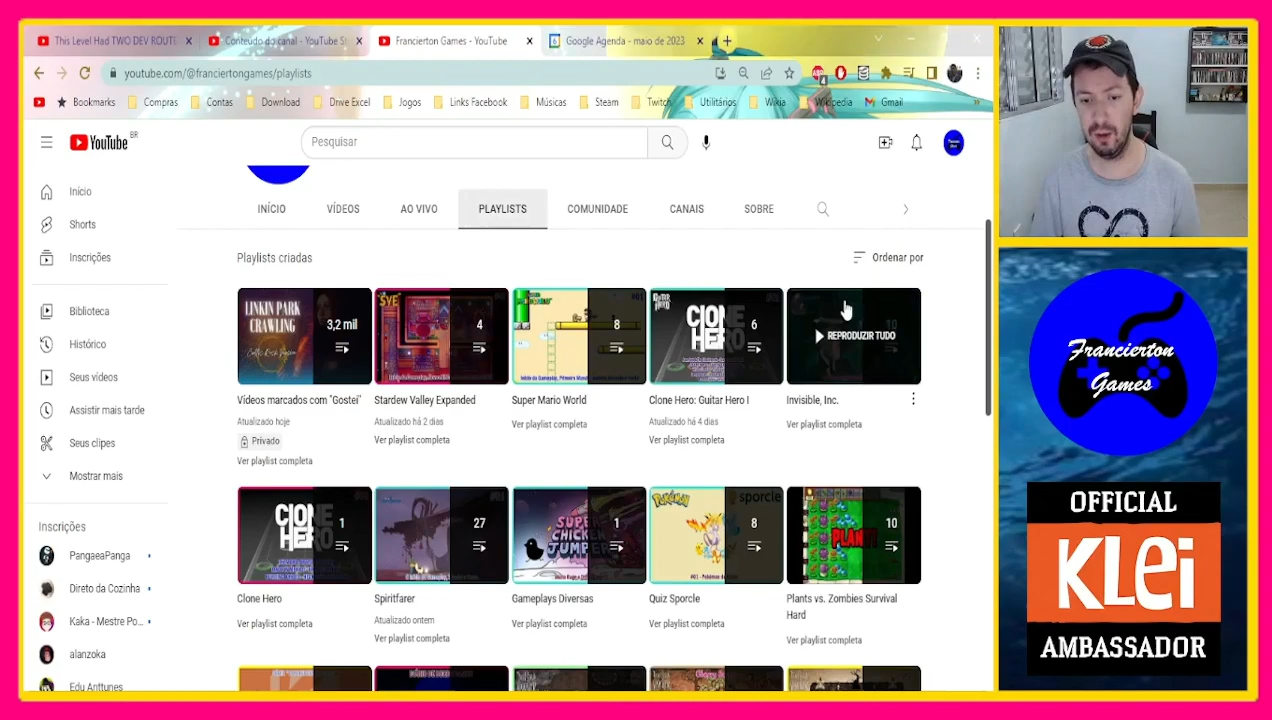 This Level Had TWO DEV ROUTE
Conteúdo do canal - YouTube S
Francierton Games - YouTube
Google Agenda - maio de 2023
youtube.com/@franciertongames/playlists
Bookmarks Compras Contas Download Drive Excel Jogos Links Facebook Músicas Steam Twitch Utilitários Wikia Wikipedia Gmail
YouTube BR
Pesquisar
Início
Shorts
Inscrições
Biblioteca
Histórico
Seus vídeos
Assistir mais tarde
Seus clipes
Mostrar mais
Inscrições
PangaeaPanga
Direto da Cozinha
Kaka - Mestre Po...
alanzoka
Edu Anttunes
INÍCIO VÍDEOS AO VIVO PLAYLISTS COMUNIDADE CANAIS SOBRE
Playlists criadas
Ordenar por
LINKIN PARK
CRAWLING
3,2 mil
Vídeos marcados com "Gostei"
Atualizado hoje
Privado
Ver playlist completa
SVE
4
Stardew Valley Expanded
Atualizado há 2 dias
Ver playlist completa
#01
8
Super Mario World
Ver playlist completa
CLONE
HERO
6
Clone Hero: Guitar Hero I
Atualizado há 4 dias
Ver playlist completa
10
REPRODUZIR TUDO
Invisible, Inc.
Ver playlist completa
CLONE
HERO
1
Clone Hero
Ver playlist completa
27
Spiritfarer
Atualizado ontem
Ver playlist completa
SUPER
CHICKEN
JUMPER
1
Gameplays Diversas
Ver playlist completa
POKÉMON
sporcle
8
Quiz Sporcle
Ver playlist completa
PLANT!
10
Plants vs. Zombies Survival
Hard
Ver playlist completa
Francierton
Games
OFFICIAL
KLEI
AMBASSADOR